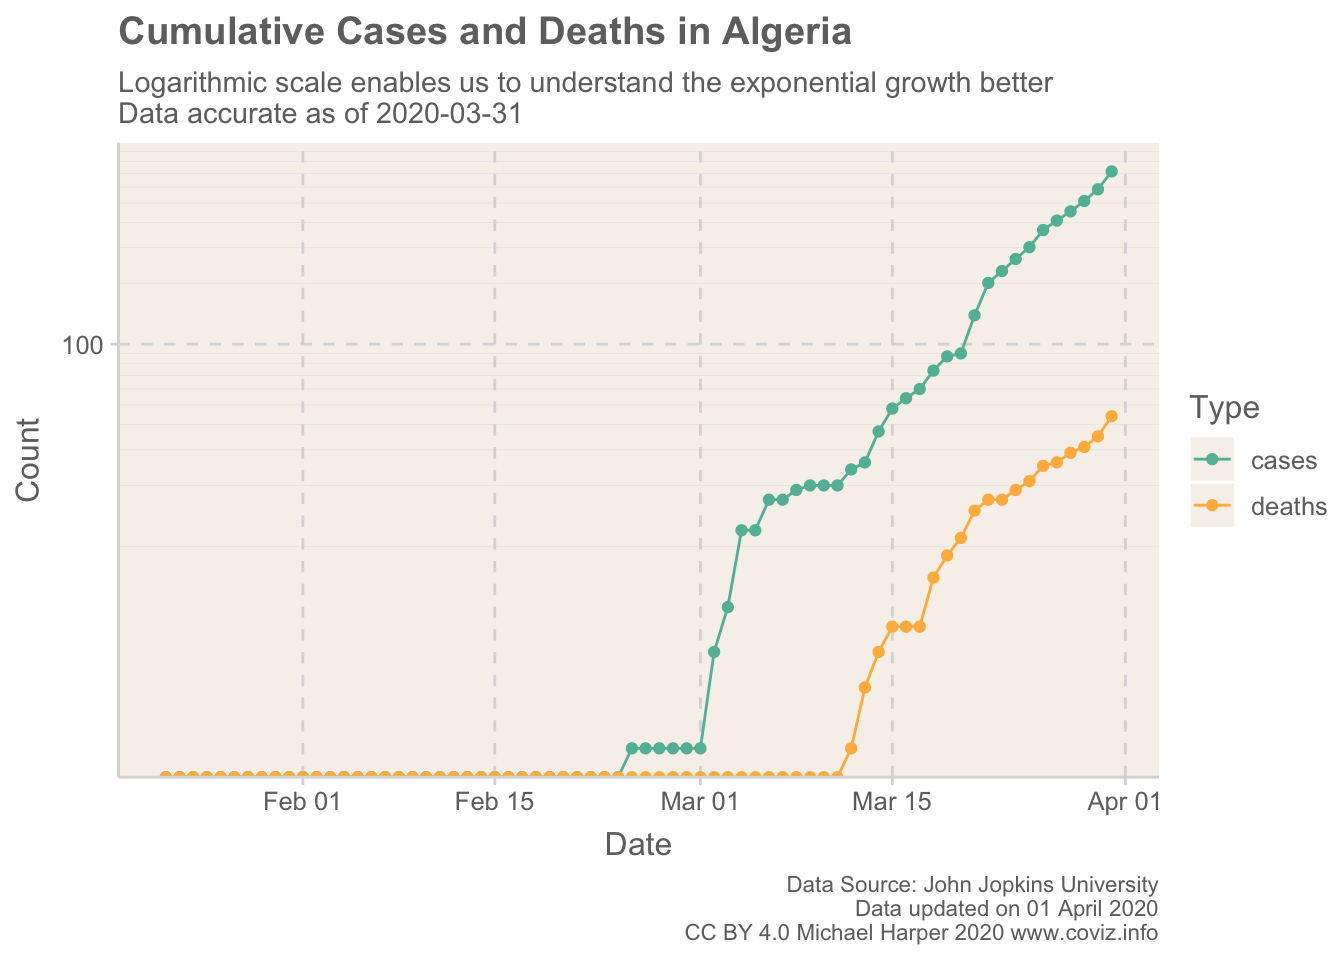 Cumulative Cases and Deaths in Algeria
Logarithmic scale enables us to understand the exponential growth better
Data accurate as of 2020-03-31
100
Count
Feb 01
Feb 15
Mar 01
Mar 15
Apr 01
Date
Type
cases
deaths
Data Source: John Jopkins University
Data updated on 01 April 2020
CC BY 4.0 Michael Harper 2020 www.coviz.info